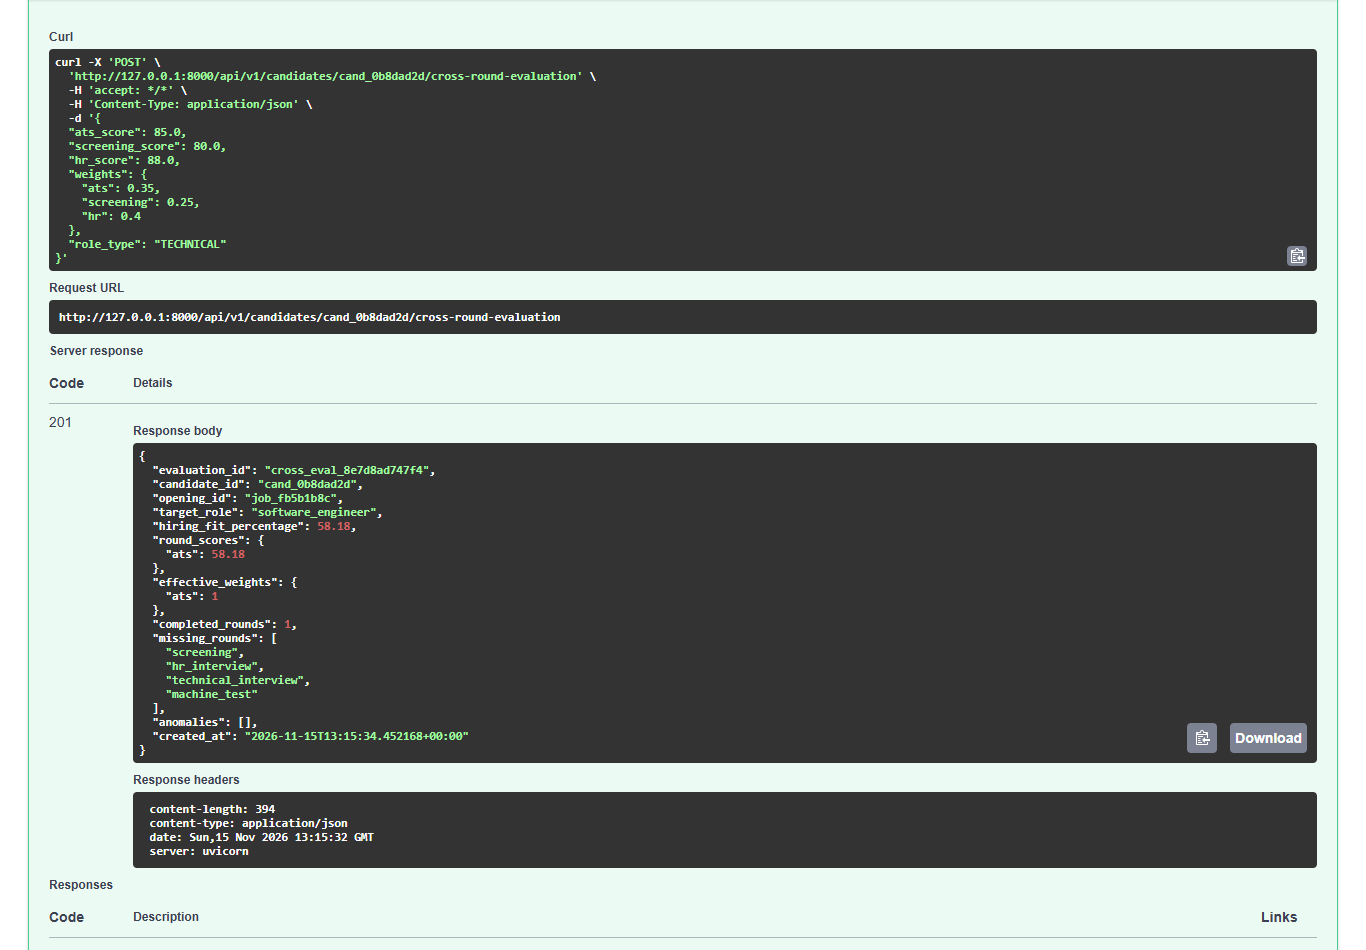 Curl
curl -X 'POST' \
  'http://127.0.0.1:8000/api/v1/candidates/cand_0b8dad2d/cross-round-evaluation' \
  -H 'accept: */*' \
  -H 'Content-Type: application/json' \
  -d '{
  "ats_score": 85.0,
  "screening_score": 80.0,
  "hr_score": 88.0,
  "weights": {
    "ats": 0.35,
    "screening": 0.25,
    "hr": 0.4
  },
  "role_type": "TECHNICAL"
}'
Request URL
http://127.0.0.1:8000/api/v1/candidates/cand_0b8dad2d/cross-round-evaluation
Server response
Code Details
201
Response body
{
  "evaluation_id": "cross_eval_8e7d8ad747f4",
  "candidate_id": "cand_0b8dad2d",
  "opening_id": "job_fb5b1b8c",
  "target_role": "software_engineer",
  "hiring_fit_percentage": 58.18,
  "round_scores": {
    "ats": 58.18
  },
  "effective_weights": {
    "ats": 1
  },
  "completed_rounds": 1,
  "missing_rounds": [
    "screening",
    "hr_interview",
    "technical_interview",
    "machine_test"
  ],
  "anomalies": [],
  "created_at": "2026-11-15T13:15:34.452168+00:00"
}
Download
Response headers
content-length: 394
content-type: application/json
date: Sun,15 Nov 2026 13:15:32 GMT
server: uvicorn
Responses
Code Description Links